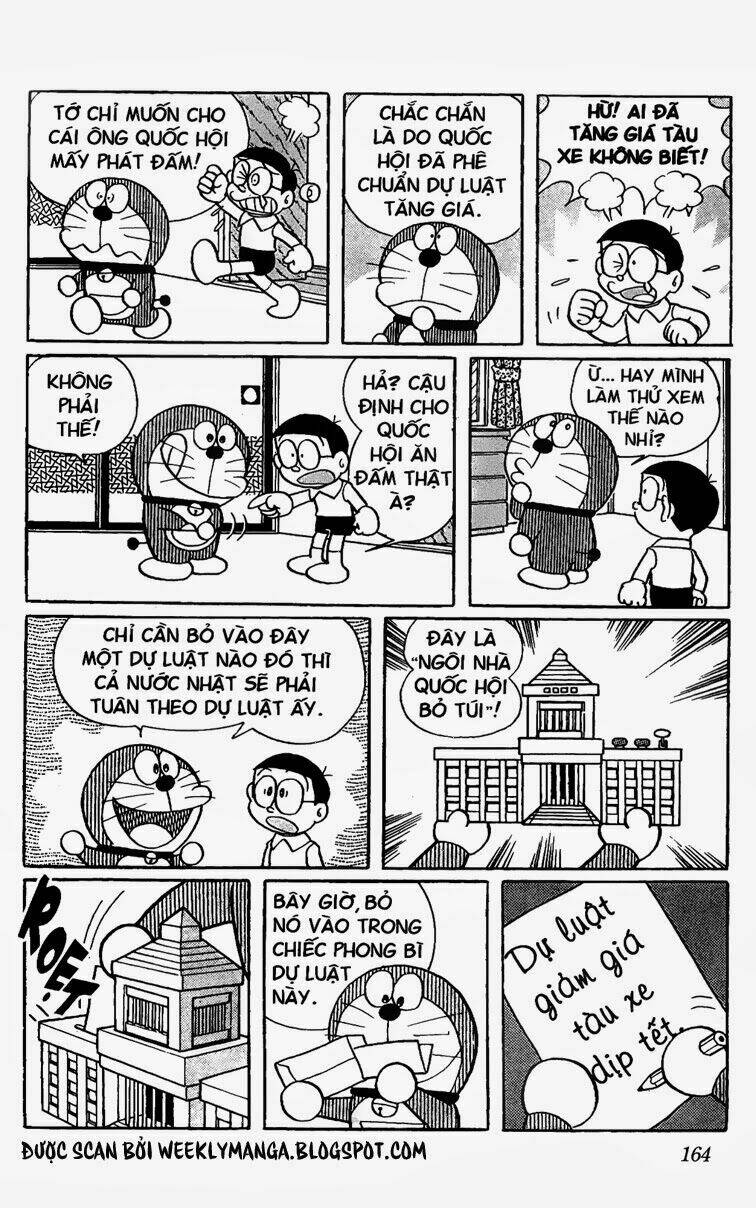 HỪ! AI ĐÃ
TĂNG GIÁ TÀU
XE KHÔNG BIẾT!
CHẮC CHẮN
LÀ DO QUỐC
HỘI ĐÃ PHÊ
CHUẨN DỰ LUẬT
TĂNG GIÁ.
TỚ CHỈ MUỐN CHO
CÁI ÔNG QUỐC HỘI
MẤY PHÁT ĐẤM!
Ừ... HAY MÌNH
LÀM THỬ XEM
THẾ NÀO
NHỈ?
HẢ? CẬU
ĐỊNH CHO
QUỐC
HỘI ĂN
ĐẤM THẬT
À?
KHÔNG
PHẢI
THẾ!
ĐÂY LÀ
"NGÔI NHÀ
QUỐC HỘI
BỎ TÚI"!
CHỈ CẦN BỎ VÀO ĐÂY
MỘT DỰ LUẬT NÀO ĐÓ THÌ
CẢ NƯỚC NHẬT SẼ PHẢI
TUÂN THEO DỰ LUẬT ẤY.
Dự luật
giảm giá
tàu xe
dịp tết.
BÂY GIỜ, BỎ
NÓ VÀO TRONG
CHIẾC PHONG BÌ
DỰ LUẬT
NÀY.
ROẸT
ĐƯỢC SCAN BỞI WEEKLYMANGA.BLOGSPOT.COM
164